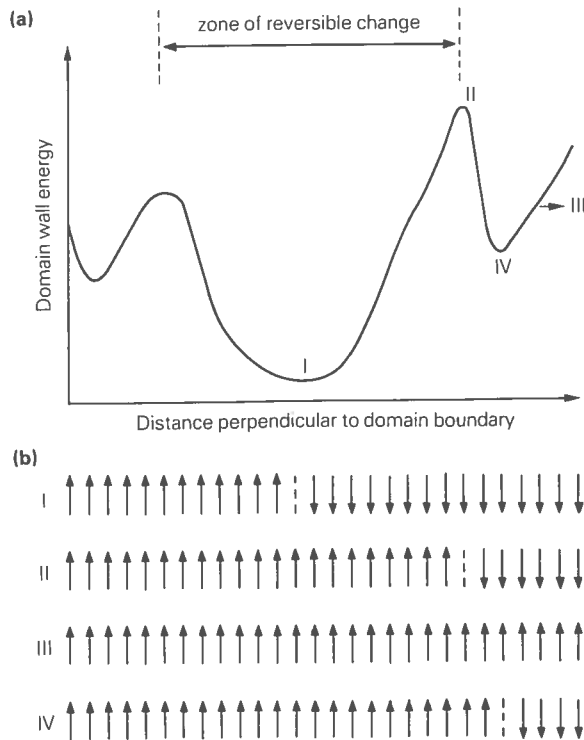 (a)
zone of reversible change
II
Domain wall energy
III
IV
I
Distance perpendicular to domain boundary
(b)
I
II
III
IV